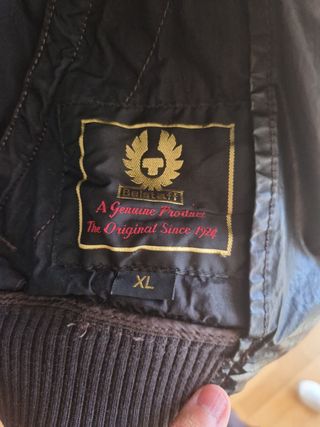 Belstaff
A Genuine Product
The Original Since 1924
XL